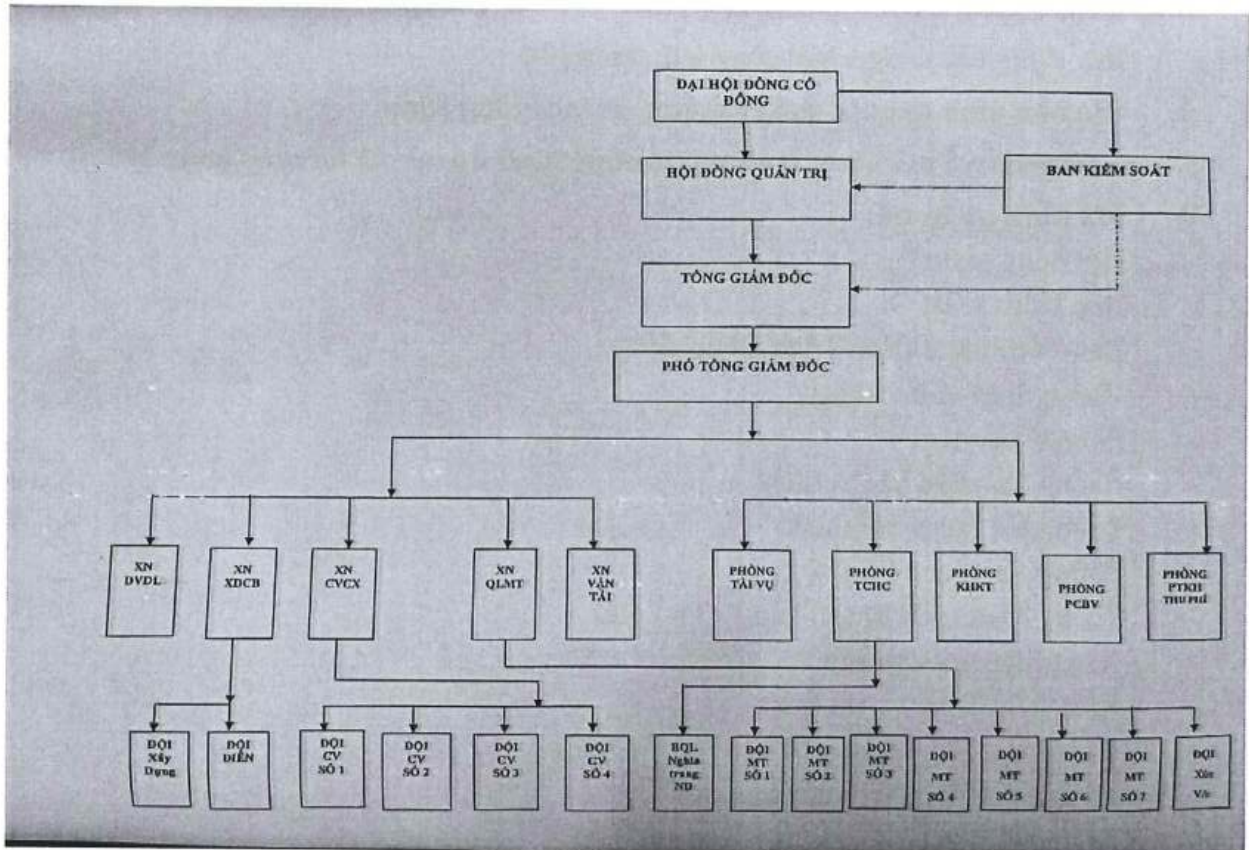 ĐẠI HỘI ĐỒNG CỔ
ĐÔNG
HỘI ĐỒNG QUẢN TRỊ
BAN KIỂM SOÁT
TỔNG GIÁM ĐỐC
PHÓ TỔNG GIÁM ĐỐC
XN
DVDL
XN
XDCB
XN
CVCX
XN
QLMT
XN
VẬN
TẢI
PHÒNG
TÀI VỤ
PHÒNG
TCHC
PHÒNG
KHKT
PHÒNG
PCBV
PHÒNG
PTKH
THU PHÍ
ĐỘI
Xây
Dựng
ĐỘI
ĐIỆN
ĐỘI
CV
SỐ 1
ĐỘI
CV
SỐ 2
ĐỘI
CV
SỐ 3
ĐỘI
CV
SỐ 4
BQL
Nghĩa
trang
ND
ĐỘI
MT
SỐ 1
ĐỘI
MT
SỐ 2
ĐỘI
MT
SỐ 3
ĐỘI
MT
SỐ 4
ĐỘI
MT
SỐ 5
ĐỘI
MT
SỐ 6
ĐỘI
MT
SỐ 7
ĐỘI